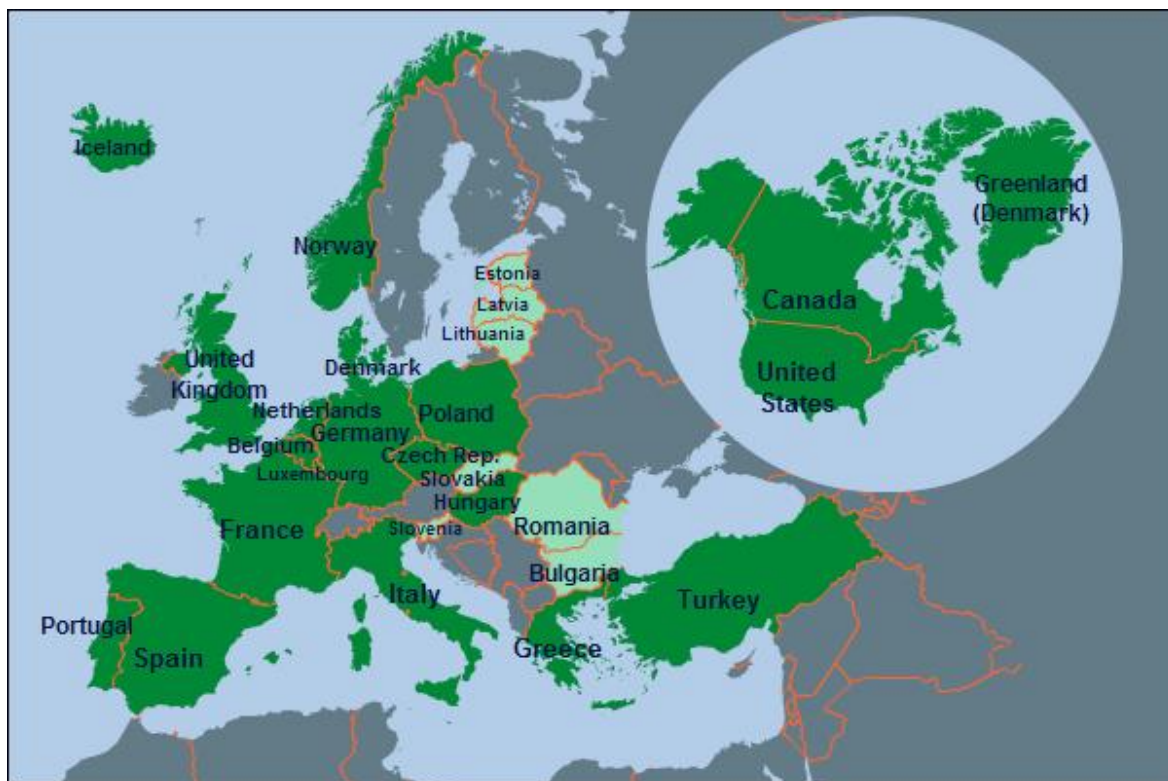 Iceland
Greenland
(Denmark)
Norway
Estonia
Canada
Latvia
Lithuania
United
Kingdom
Denmark
United
States
Netherlands
Poland
Germany
Belgium
Czech Rep.
Luxembourg
Slovakia
Hungary
France
Slovenia
Romania
Bulgaria
Italy
Turkey
Portugal
Greece
Spain